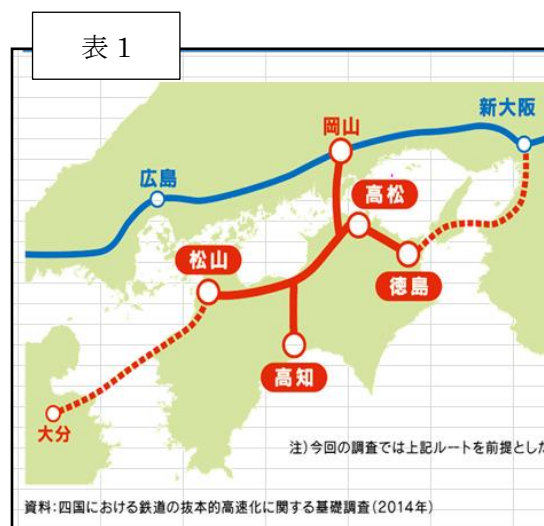 表1
新大阪
岡山
広島
高松
松山
徳島
高知
大分
注)今回の調査では上記ルートを前提とした
資料:四国における鉄道の抜本的高速化に関する基礎調査(2014年)